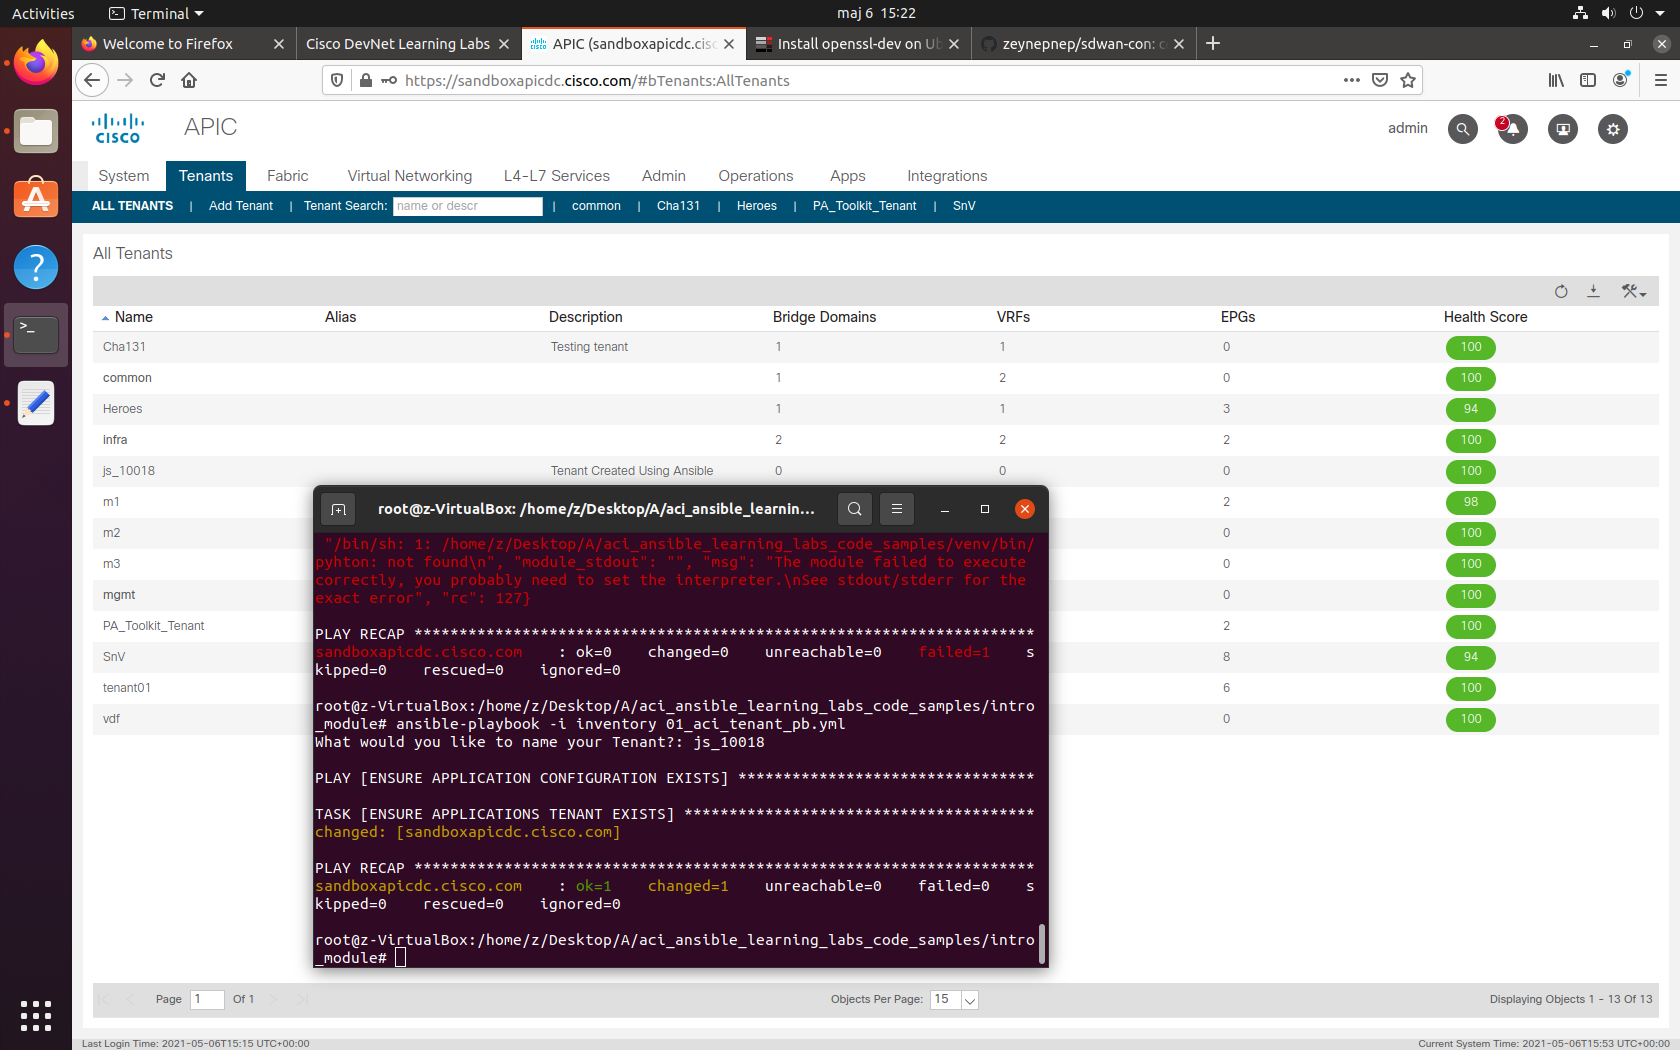 Activities Terminal maj 6 15:22
Welcome to Firefox Cisco DevNet Learning Labs APIC (sandboxapicdc.cisc Install openssl-dev on Ub zeynepnep/sdwan-con: c
https://sandboxapicdc.cisco.com/#bTenants:AllTenants
CISCO APIC admin 2
System Tenants Fabric Virtual Networking L4-L7 Services Admin Operations Apps Integrations
ALL TENANTS | Add Tenant | Tenant Search: name or descr | common | Cha131 | Heroes | PA_Toolkit_Tenant | SnV
All Tenants
Name Alias Description Bridge Domains VRFs EPGs Health Score
Cha131 Testing tenant 1 1 0 100
common 1 2 0 100
Heroes 1 1 3 94
infra 2 2 2 100
js_10018 Tenant Created Using Ansible 0 0 0 100
m1 2 98
m2 0 100
m3 0 100
mgmt 0 100
PA_Toolkit_Tenant 2 100
SnV 8 94
tenant01 6 100
vdf 0 100
root@z-VirtualBox: /home/z/Desktop/A/aci_ansible_learnin...
"/bin/sh: 1: /home/z/Desktop/A/aci_ansible_learning_labs_code_samples/venv/bin/
pyhton: not found\n", "module_stdout": "", "msg": "The module failed to execute
correctly, you probably need to set the interpreter.\nSee stdout/stderr for the
exact error", "rc": 127}
PLAY RECAP *********************************************************************
sandboxapicdc.cisco.com : ok=0 changed=0 unreachable=0 failed=1 s
kipped=0 rescued=0 ignored=0
root@z-VirtualBox:/home/z/Desktop/A/aci_ansible_learning_labs_code_samples/intro
_module# ansible-playbook -i inventory 01_aci_tenant_pb.yml
What would you like to name your Tenant?: js_10018
PLAY [ENSURE APPLICATION CONFIGURATION EXISTS] *********************************
TASK [ENSURE APPLICATIONS TENANT EXISTS] ***************************************
changed: [sandboxapicdc.cisco.com]
PLAY RECAP *********************************************************************
sandboxapicdc.cisco.com : ok=1 changed=1 unreachable=0 failed=0 s
kipped=0 rescued=0 ignored=0
root@z-VirtualBox:/home/z/Desktop/A/aci_ansible_learning_labs_code_samples/intro
_module#
Page 1 Of 1 Objects Per Page: 15 Displaying Objects 1 - 13 Of 13
Last Login Time: 2021-05-06T15:15 UTC+00:00 Current System Time: 2021-05-06T15:53 UTC+00:00